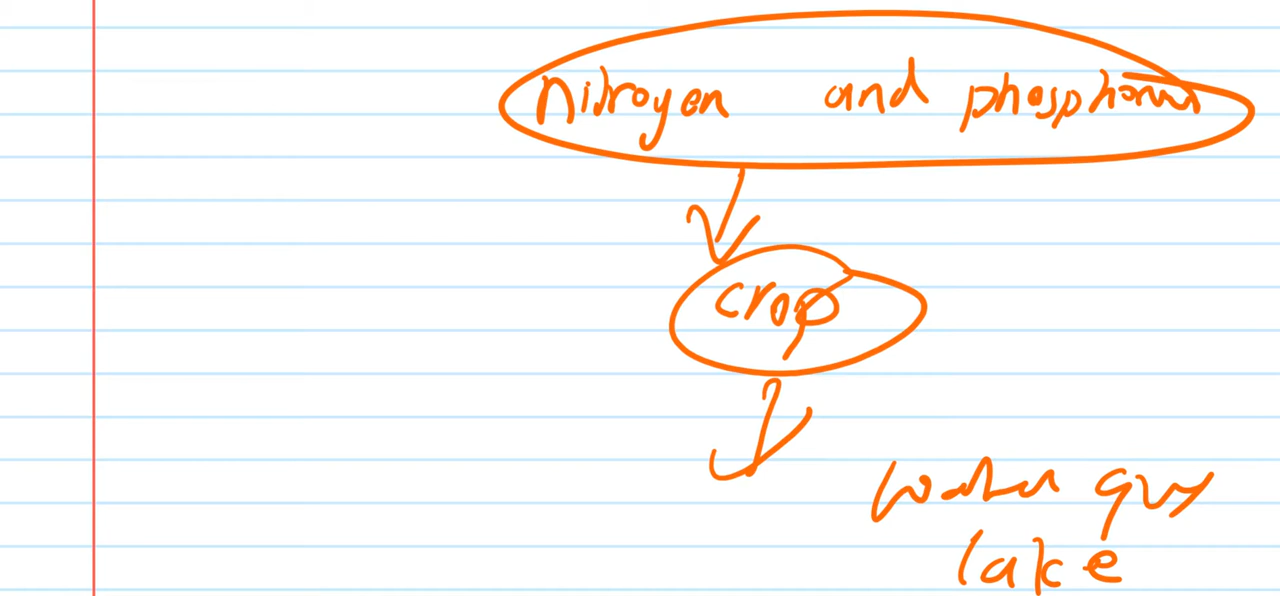 nitrogen and phosphorus
crop
water
lake